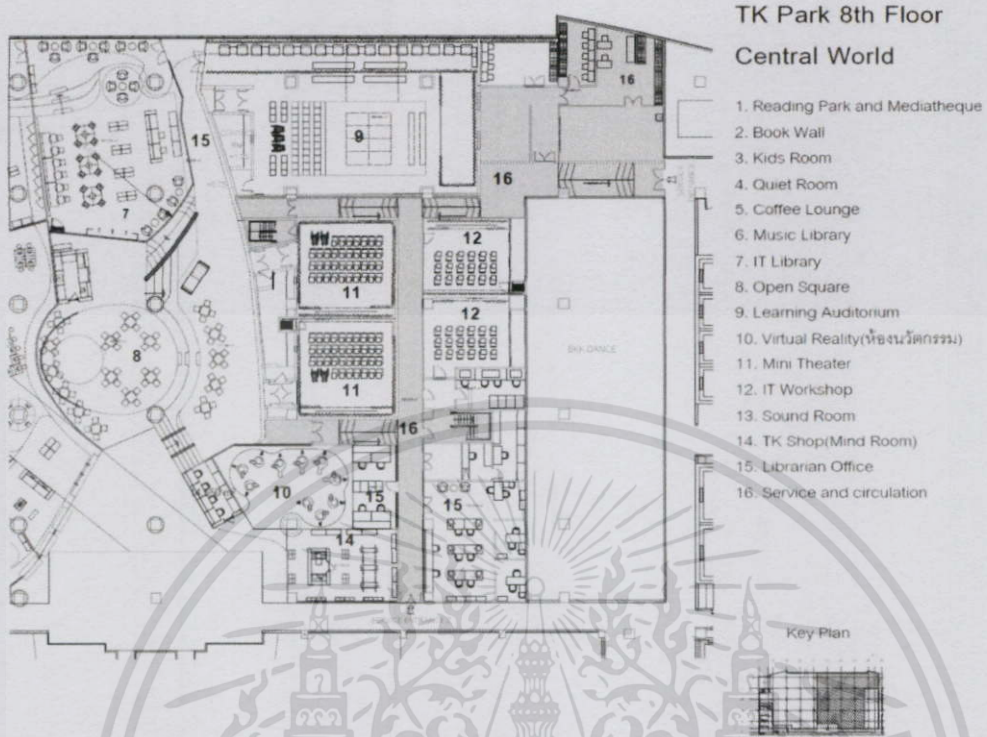 TK Park 8th Floor
Central World
1. Reading Park and Mediatheque
2. Book Wall
3. Kids Room
4. Quiet Room
5. Coffee Lounge
6. Music Library
7. IT Library
8. Open Square
9. Learning Auditorium
10. Virtual Reality(ห้องนวัตกรรม)
11. Mini Theater
12. IT Workshop
13. Sound Room
14. TK Shop(Mind Room)
15. Librarian Office
16. Service and circulation
Key Plan
16
15
9
16
7
12
11
12
8
11
16
10
15
15
14